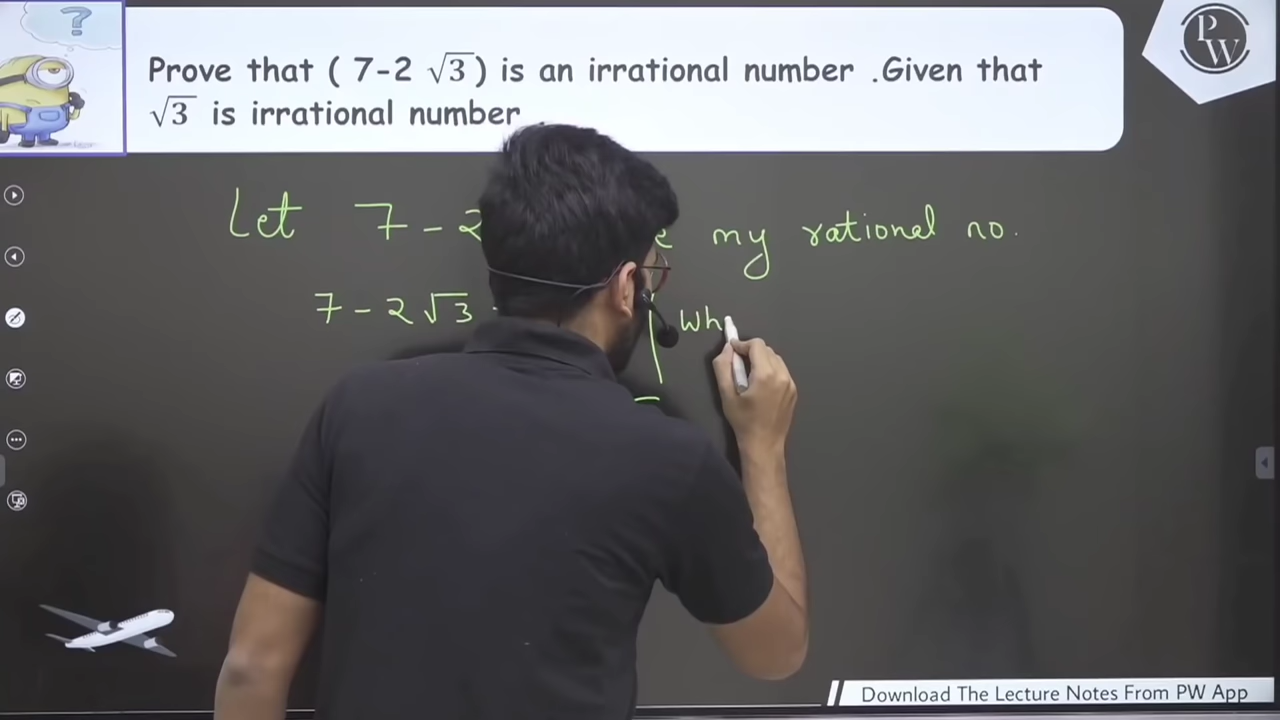 ?
Prove that ( 7-2 √3 ) is an irrational number .Given that
√3 is irrational number
PW
Let 7 - 2 my rational no.
7 - 2√3
Wh
Download The Lecture Notes From PW App